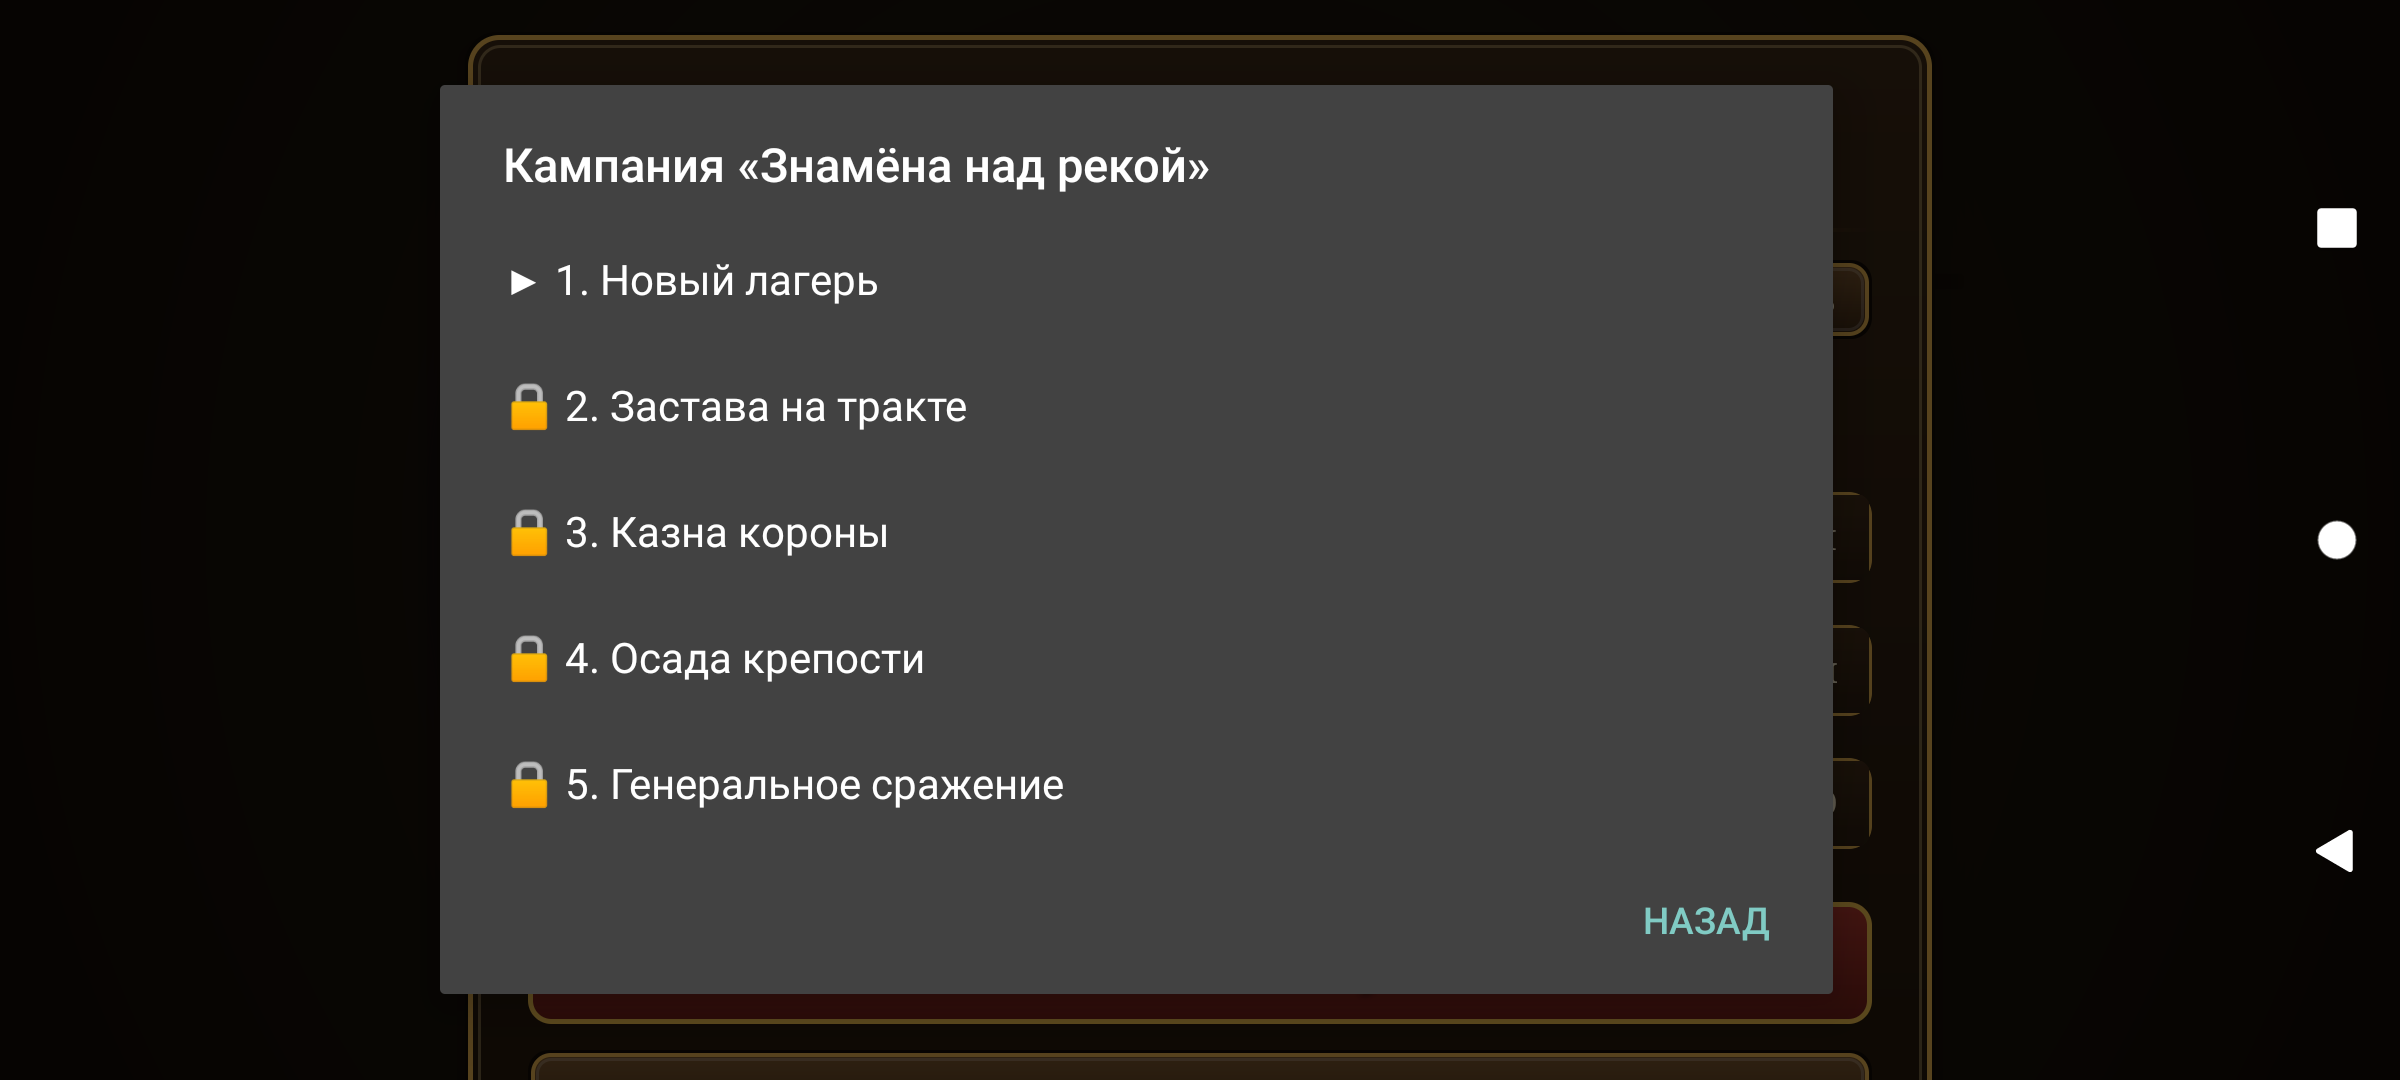 Кампания «Знамёна над рекой»
► 1. Новый лагерь
🔒 2. Застава на тракте
🔒 3. Казна короны
🔒 4. Осада крепости
🔒 5. Генеральное сражение
НАЗАД